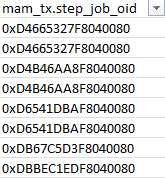 mam_tx.step_job_oid
0xD4665327F8040080
0xD4665327F8040080
0xD4B46AA8F8040080
0xD4B46AA8F8040080
0xD6541DBAF8040080
0xD6541DBAF8040080
0xDB67C5D3F8040080
0xDBBEC1EDF8040080